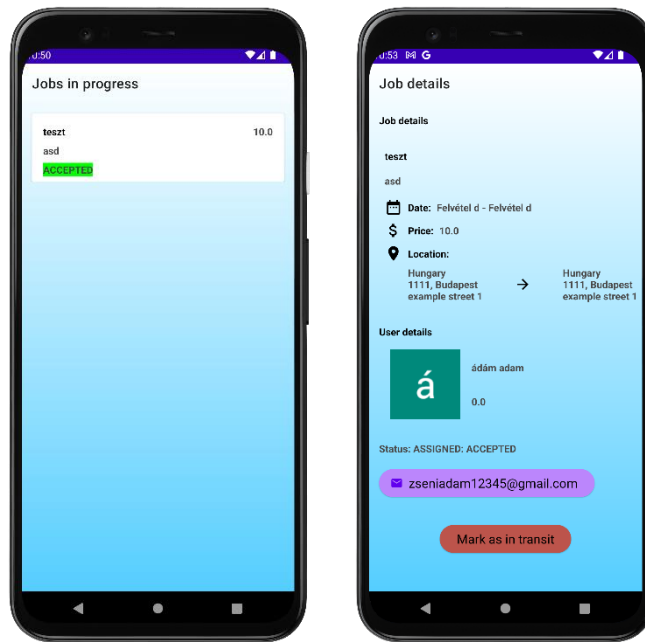 0:50
Jobs in progress
teszt 10.0
asd
ACCEPTED
0:53 G
Job details
Job details
teszt
asd
Date: Felvétel d - Felvétel d
$ Price: 10.0
Location:
Hungary
1111, Budapest
example street 1
→
Hungary
1111, Budapest
example street 1
User details
á
ádám adam
0.0
Status: ASSIGNED: ACCEPTED
zseniadam12345@gmail.com
Mark as in transit